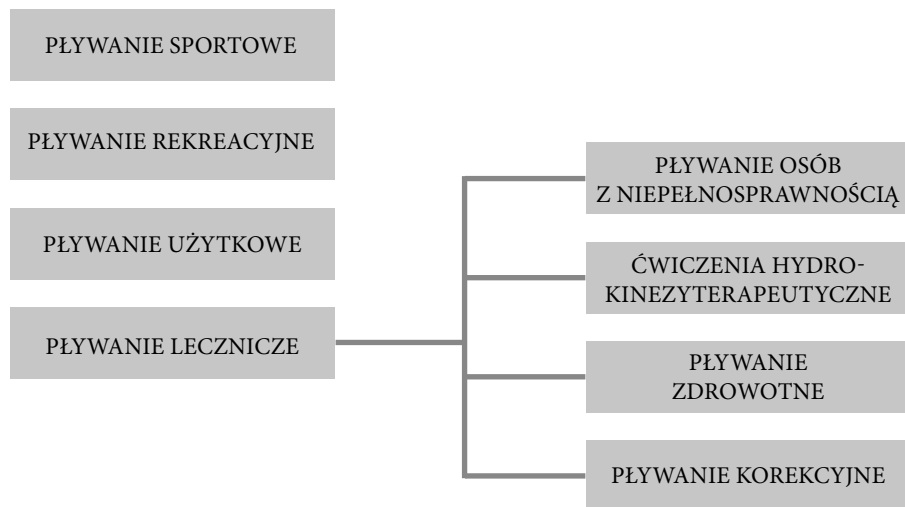 PŁYWANIE SPORTOWE
PŁYWANIE REKREACYJNE
PŁYWANIE UŻYTKOWE
PŁYWANIE LECZNICZE
PŁYWANIE OSÓB
Z NIEPEŁNOSPRAWNOŚCIĄ
ĆWICZENIA HYDRO-
KINEZYTERAPEUTYCZNE
PŁYWANIE
ZDROWOTNE
PŁYWANIE KOREKCYJNE